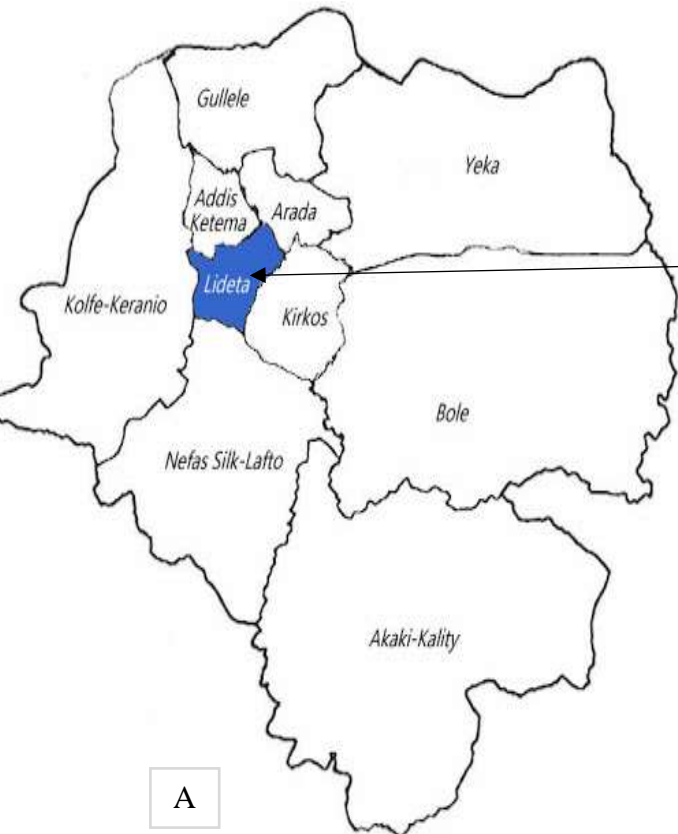 Gullele
Yeka
Addis
Ketema
Arada
Lideta
Kolfe-Keranio
Kirkos
Bole
Nefas Silk-Lafto
Akaki-Kality
A